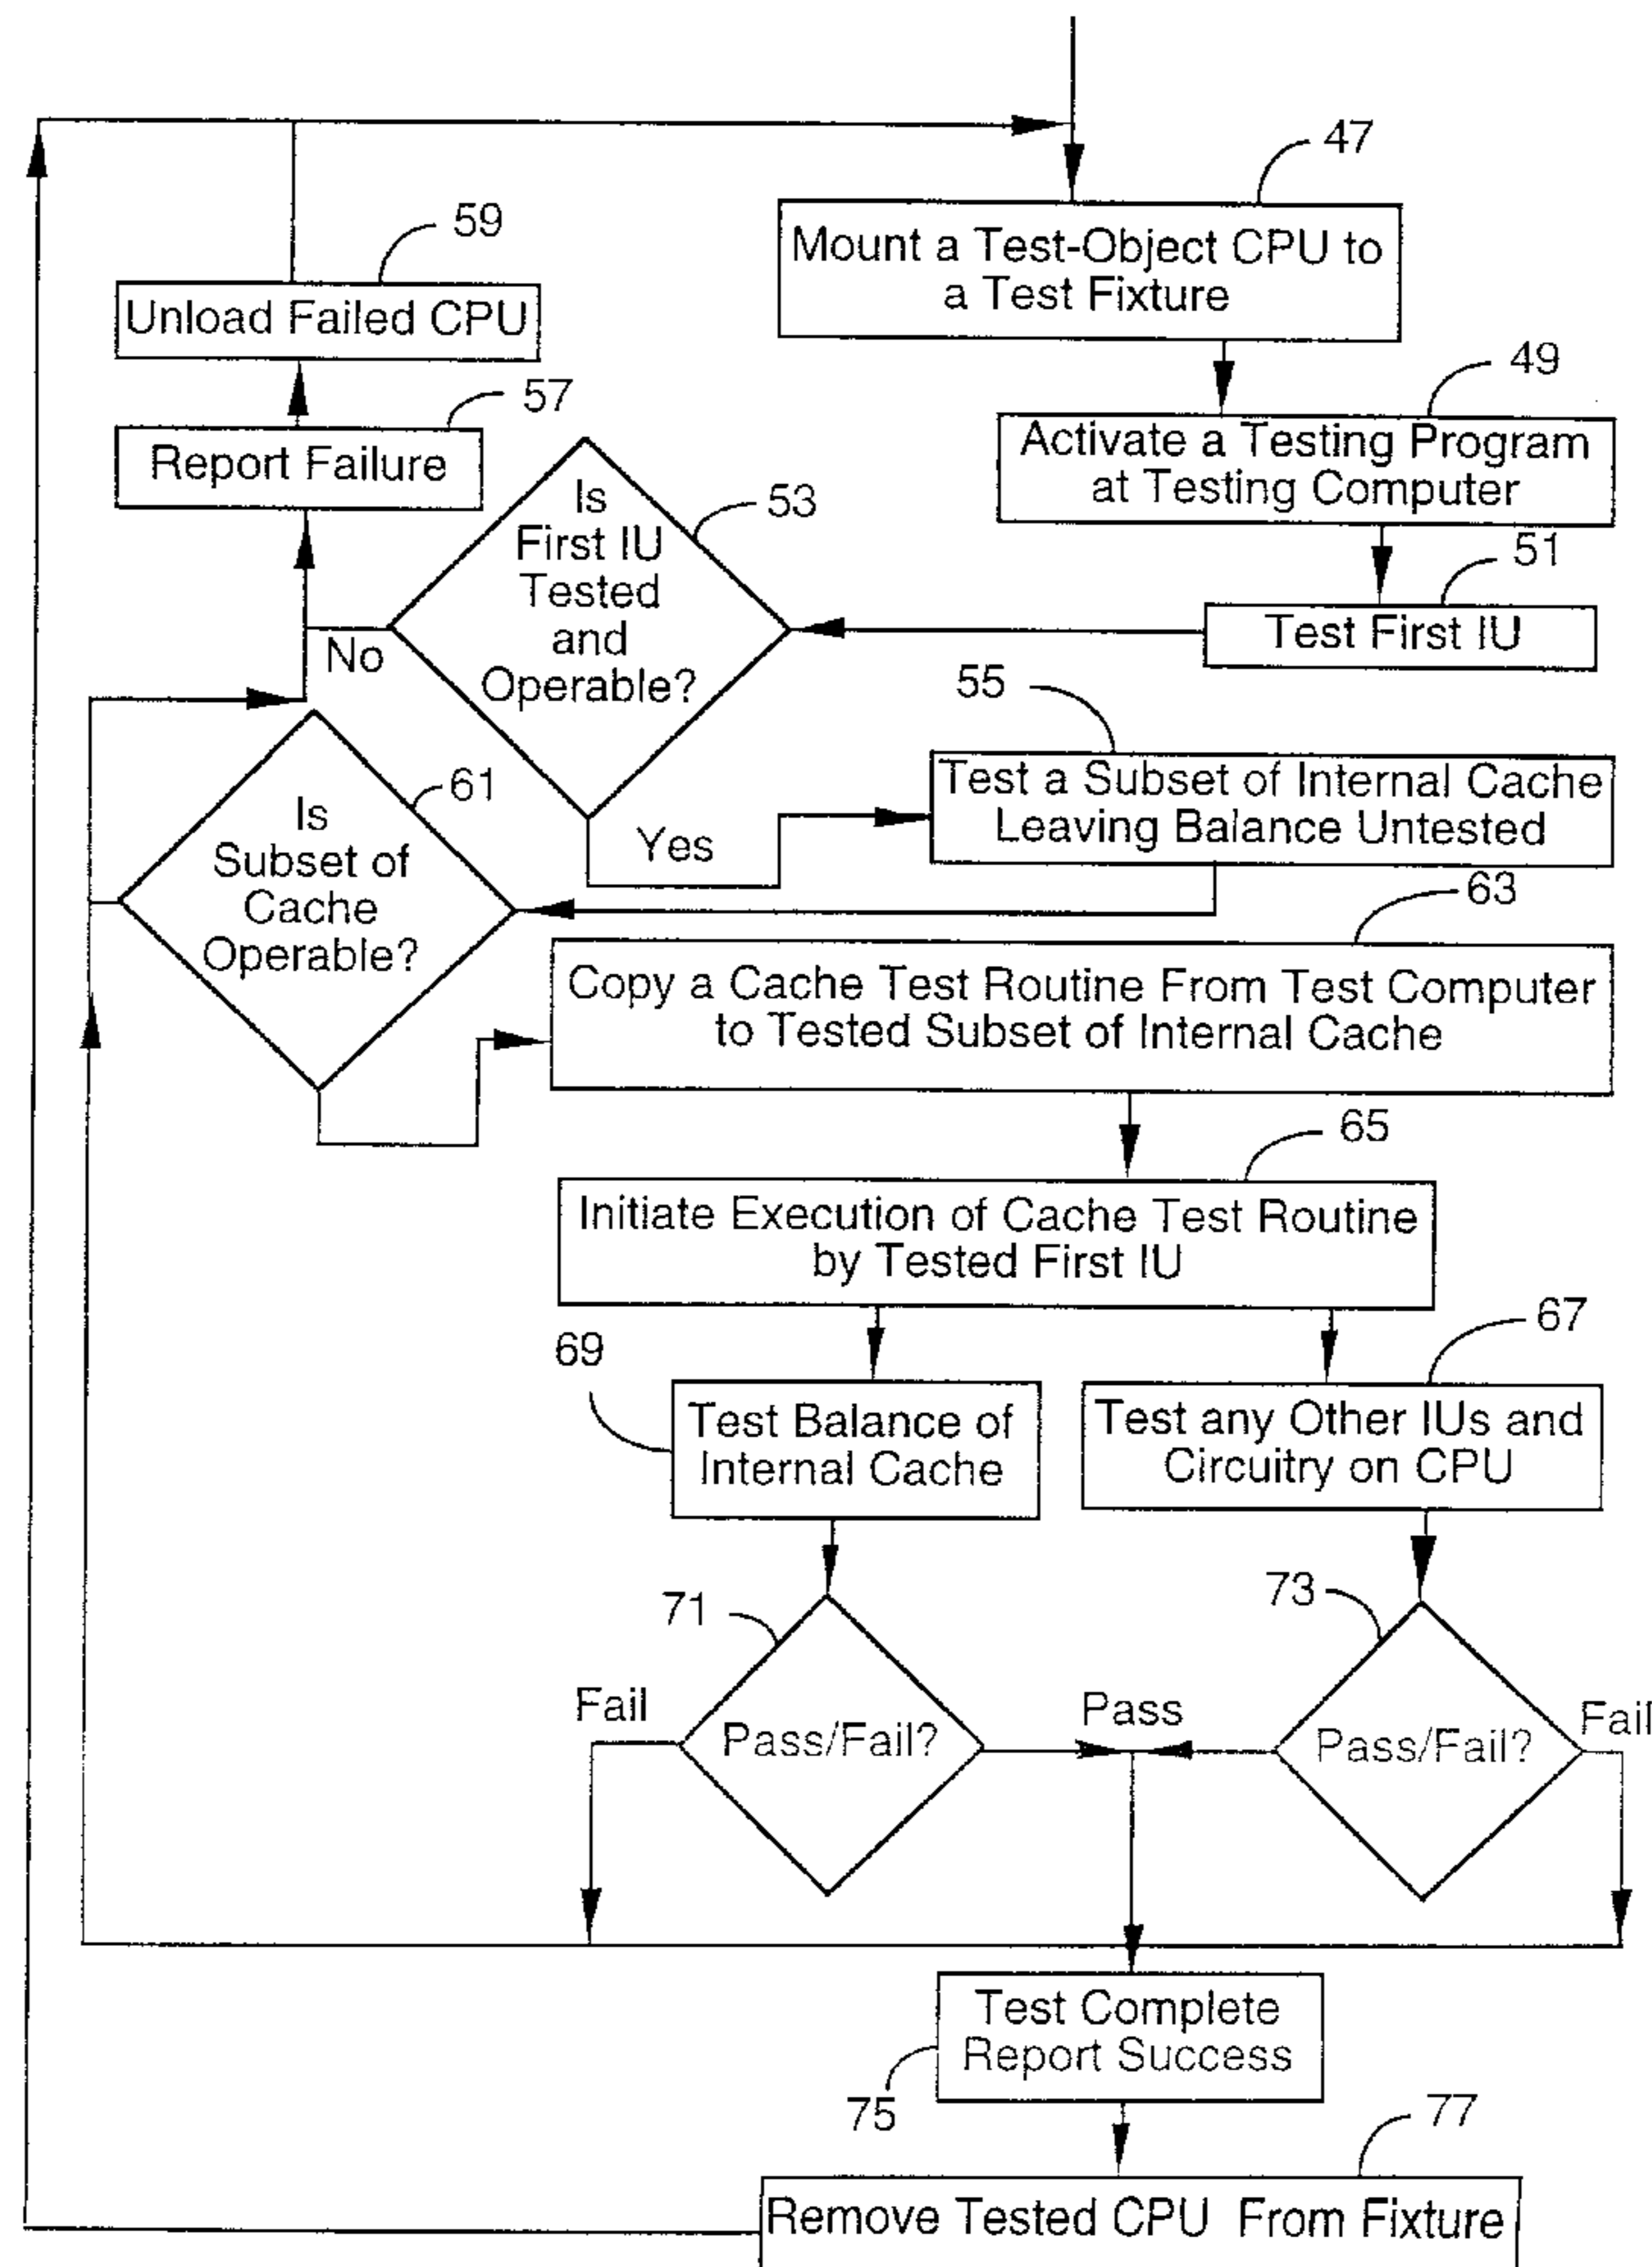 47
Mount a Test-Object CPU to
a Test Fixture
59
Unload Failed CPU
49
Activate a Testing Program
at Testing Computer
57
Report Failure
53
Is
First IU
Tested
and
Operable?
51
Test First IU
No
55
Test a Subset of Internal Cache
Leaving Balance Untested
Yes
61
Is
Subset of
Cache
Operable?
63
Copy a Cache Test Routine From Test Computer
to Tested Subset of Internal Cache
65
Initiate Execution of Cache Test Routine
by Tested First IU
69
Test Balance of
Internal Cache
67
Test any Other IUs and
Circuitry on CPU
71
Pass/Fail?
Fail
Pass
73
Pass/Fail?
Fail
Test Complete
Report Success
75
77
Remove Tested CPU From Fixture